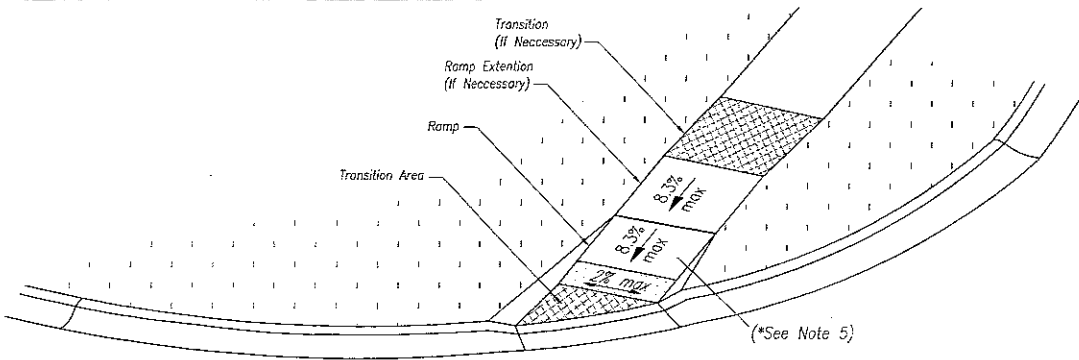 Transition
(If Neccessary)
Ramp Extention
(If Neccessary)
Ramp
Transition Area
8.3%
max
8.3%
max
2% max
(*See Note 5)